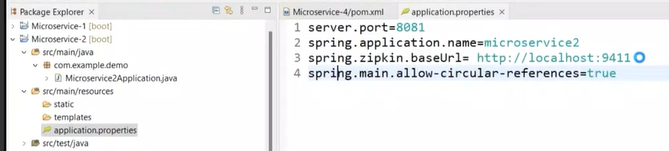 Package Explorer
Microservice-1 [boot]
Microservice-2 [boot]
src/main/java
com.example.demo
Microservice2Application.java
src/main/resources
static
templates
application.properties
src/test/java
Microservice-4/pom.xml
application.properties
1 server.port=8081
2 spring.application.name=microservice2
3 spring.zipkin.baseUrl= http://localhost:9411
4 spring.main.allow-circular-references=true